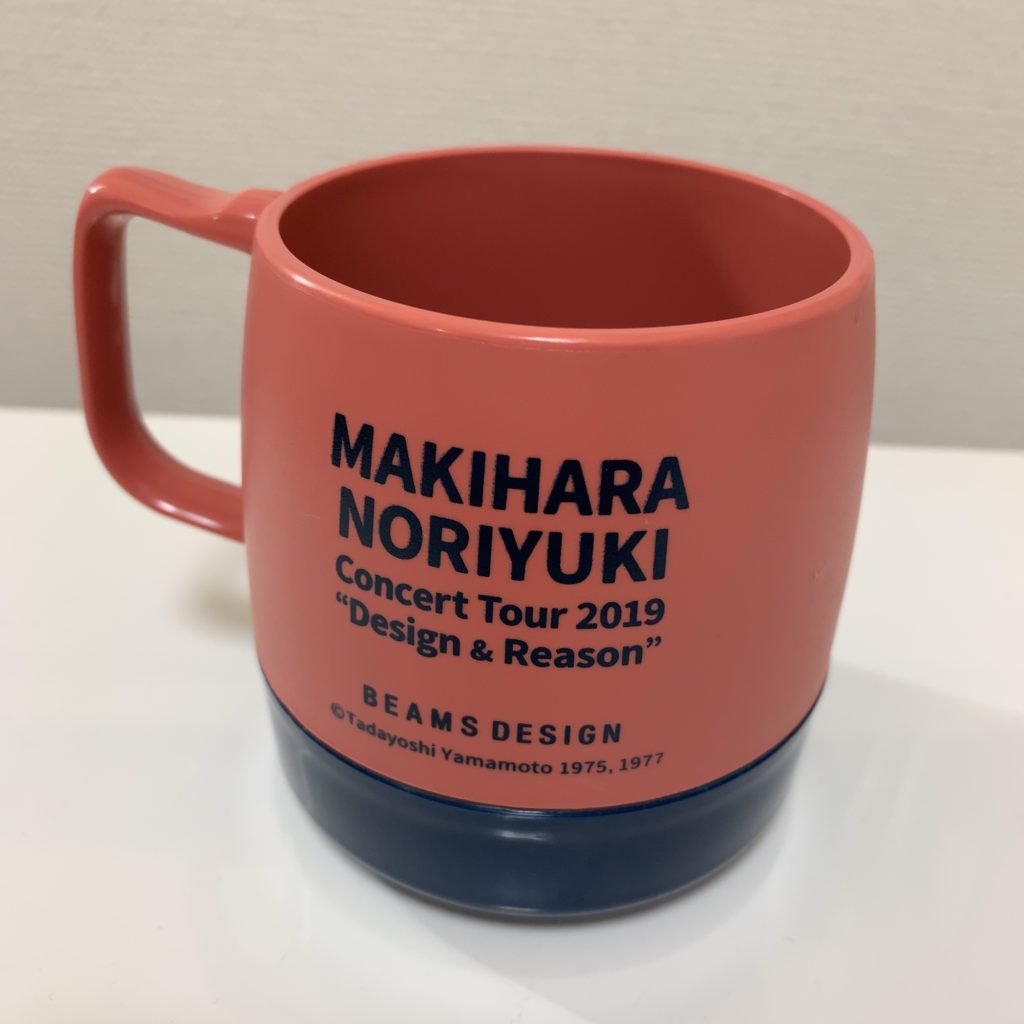 MAKIHARA
NORIYUKI
Concert Tour 2019
“Design & Reason”
BEAMS DESIGN
©Tadayoshi Yamamoto 1975, 1977